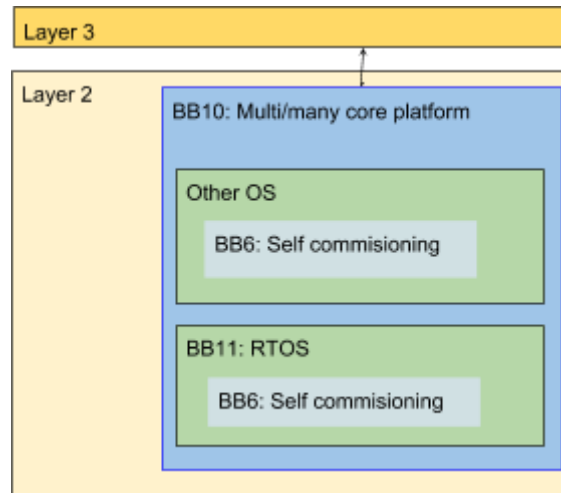 Layer 3
Layer 2
BB10: Multi/many core platform
Other OS
BB6: Self commisioning
BB11: RTOS
BB6: Self commisioning